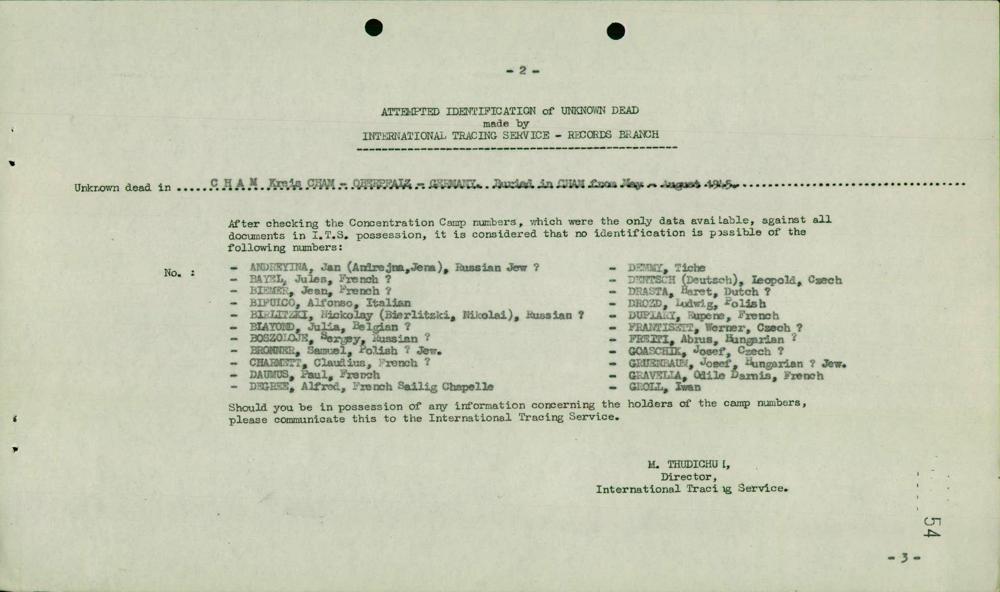 - 2 -
ATTEMPTED IDENTIFICATION of UNKNOWN DEAD
made by
INTERNATIONAL TRACING SERVICE - RECORDS BRANCH
Unknown dead in ..... C H A M Kreis CHAM - OBERPFALZ - GERMANY. Buried in CHAM from May - August 1945.
After checking the Concentration Camp numbers, which were the only data available, against all
documents in I.T.S. possession, it is considered that no identification is possible of the
following numbers:
No. :
- ANDREYINA, Jan (Andrejna, Jena), Russian Jew ?
- BAYEL, Jules, French ?
- BIEMER, Jean, French ?
- BIFUICO, Alfonso, Italian
- BIRLITZKI, Nickolay (Bierlitzki, Nikolai), Russian ?
- BLAYOND, Julia, Belgian ?
- BOSZOLOJE, Sergey, Russian ?
- BRONNER, Samuel, Polish ? Jew.
- CHARMETT, Claudius, French ?
- DAUMUS, Paul, French
- DEGREE, Alfred, French Sailig Chapelle
- DEMMY, Tiche
- DENTSCH (Deutsch), Leopold, Czech
- DRASTA, Haret, Dutch ?
- DROZD, Ludwig, Polish
- DUPLAKY, Eupene, French
- FRANTISETT, Werner, Czech ?
- FREITI, Abrus, Hungarian ?
- GOASCHIK, Josef, Czech ?
- GRUENBAUM, Josef, Hungarian ? Jew.
- GRAVELLA, Odile Darnis, French
- GROLL, Iwan
Should you be in possession of any information concerning the holders of the camp numbers,
please communicate this to the International Tracing Service.
M. THUDICHUM,
Director,
International Tracing Service.
54
- 3 -